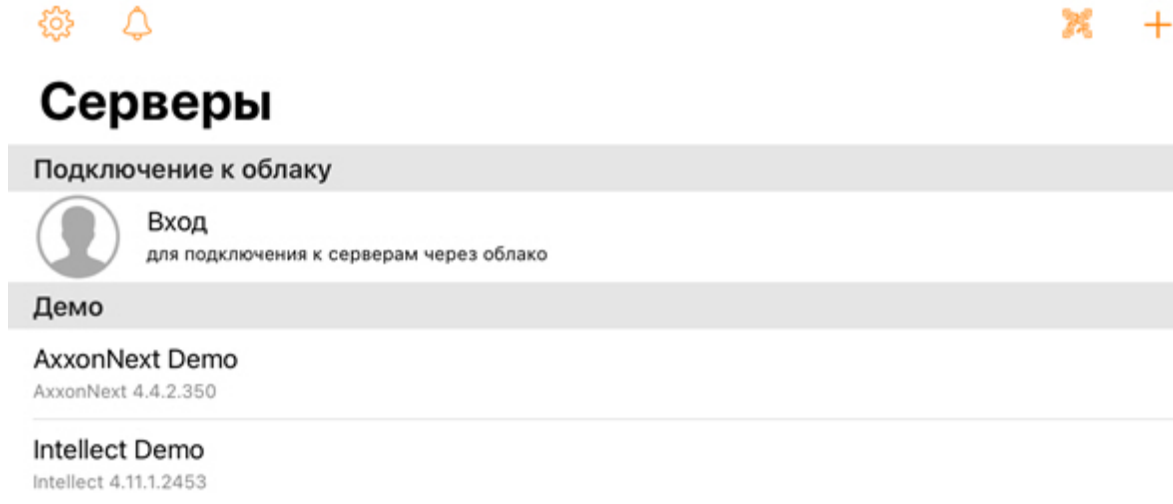 Серверы
Подключение к облаку
Вход
для подключения к серверам через облако
Демо
AxxonNext Demo
AxxonNext 4.4.2.350
Intellect Demo
Intellect 4.11.1.2453